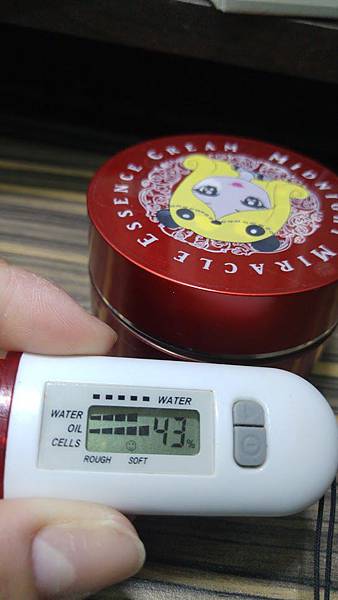 MIDNIGHT MIRACLE ESSENCE CREAM
WATER
WATER
OIL
43%
CELLS
ROUGH SOFT